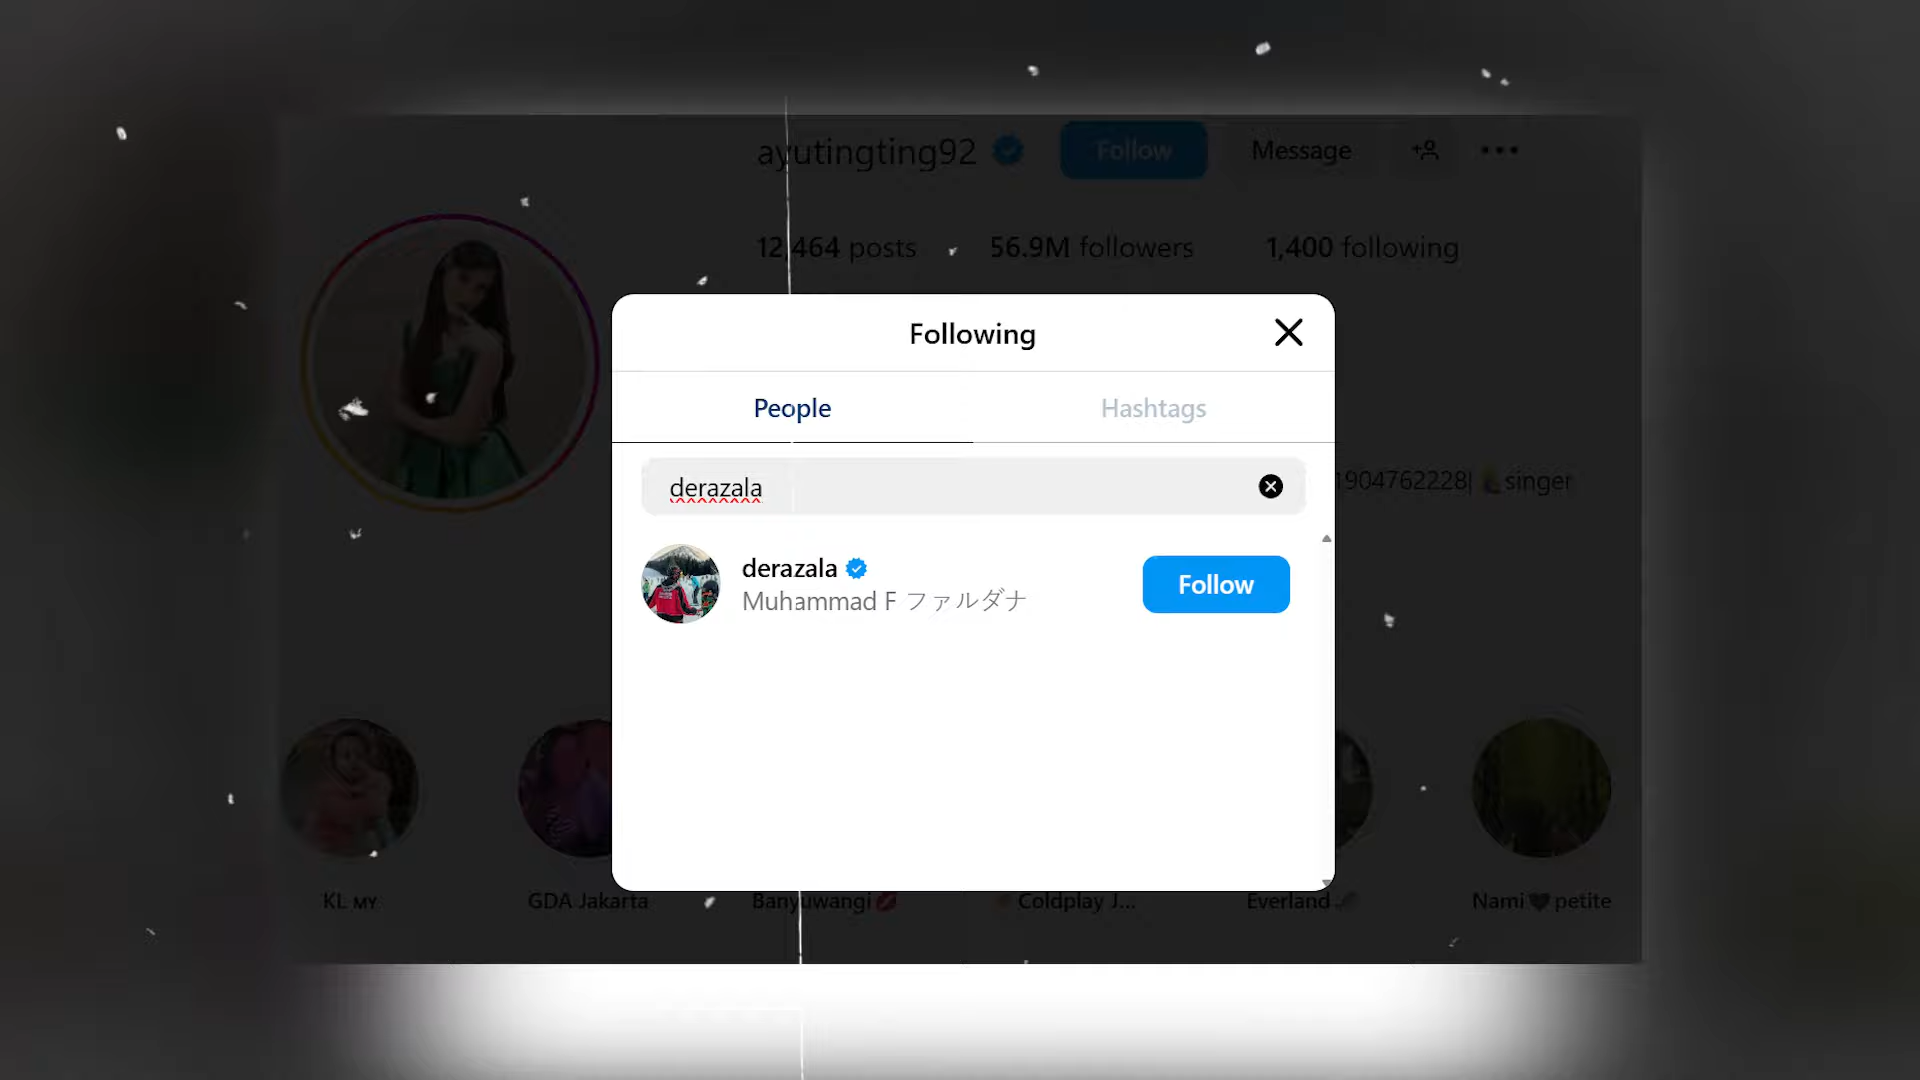 ayutingting92
Follow
Message
12,464 posts
56.9M followers
1,400 following
Following
People
Hashtags
derazala
1904762228| singer
derazala
Muhammad F ファルダナ
Follow
KL MY
GDA Jakarta
Banyuwangi💋
Coldplay J...
Everland
Nami🖤petite